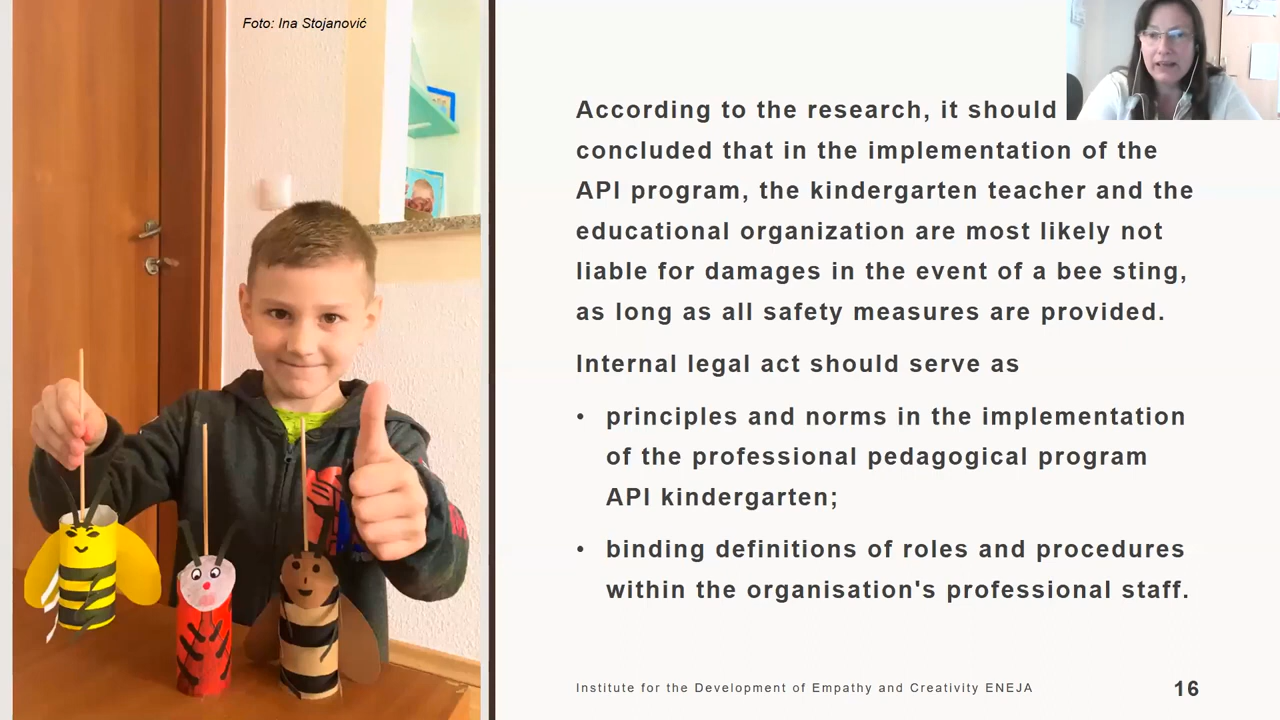 Foto: Ina Stojanović
According to the research, it should
concluded that in the implementation of the
API program, the kindergarten teacher and the
educational organization are most likely not
liable for damages in the event of a bee sting,
as long as all safety measures are provided.
Internal legal act should serve as
• principles and norms in the implementation
of the professional pedagogical program
API kindergarten;
• binding definitions of roles and procedures
within the organisation's professional staff.
Institute for the Development of Empathy and Creativity ENEJA
16